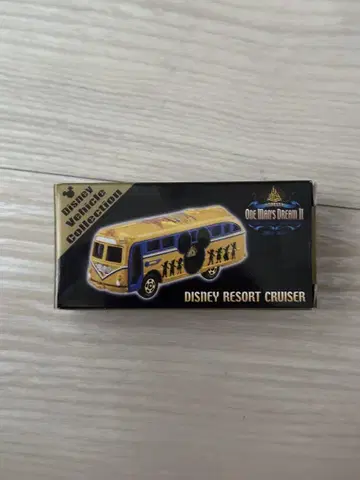 Disney
Vehicle
Collection
ONE MAN'S DREAM II
DISNEY RESORT CRUISER